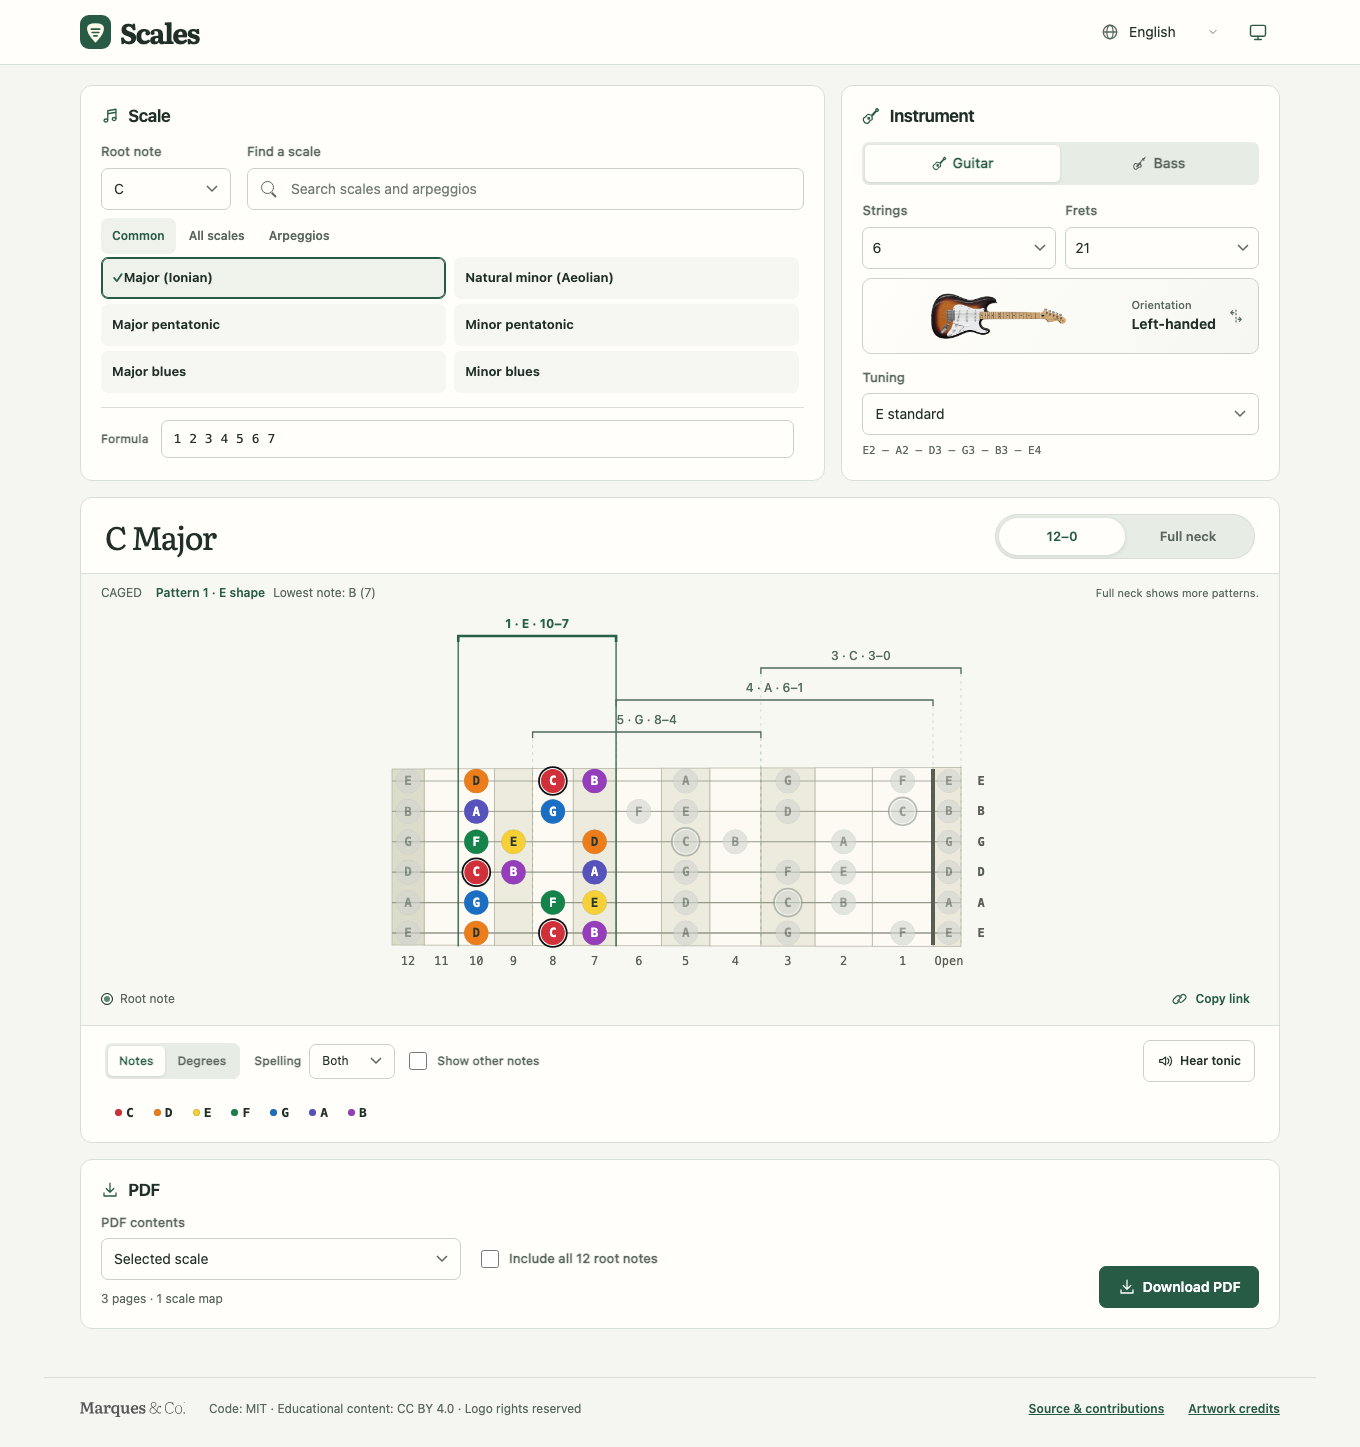 Scales
English
Scale
Root note
Find a scale
C
Search scales and arpeggios
Common All scales Arpeggios
Major (Ionian)
Natural minor (Aeolian)
Major pentatonic
Minor pentatonic
Major blues
Minor blues
Formula
1 2 3 4 5 6 7
Instrument
Guitar
Bass
Strings
Frets
6
21
Orientation
Left-handed
Tuning
E standard
E2 — A2 — D3 — G3 — B3 — E4
C Major
12–0
Full neck
CAGED Pattern 1 · E shape Lowest note: B (7)
Full neck shows more patterns.
1 · E · 10–7
3 · C · 3–0
4 · A · 6–1
5 · G · 8–4
E D C B A G F E E
B A G F E D C B B
G F E D C B A G G
D C B A G F E D D
A G F E D C B A A
E D C B A G F E E
12 11 10 9 8 7 6 5 4 3 2 1 Open
Root note
Copy link
Notes
Degrees
Spelling
Both
Show other notes
Hear tonic
C D E F G A B
PDF
PDF contents
Selected scale
Include all 12 root notes
3 pages · 1 scale map
Download PDF
Marques & Co.
Code: MIT · Educational content: CC BY 4.0 · Logo rights reserved
Source & contributions
Artwork credits